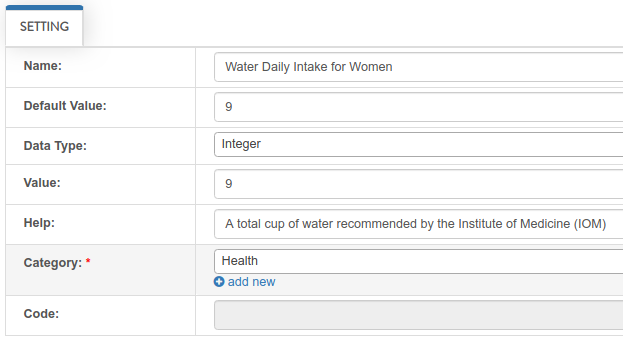 SETTING
Name: Water Daily Intake for Women
Default Value: 9
Data Type: Integer
Value: 9
Help: A total cup of water recommended by the Institute of Medicine (IOM)
Category: * Health
add new
Code: